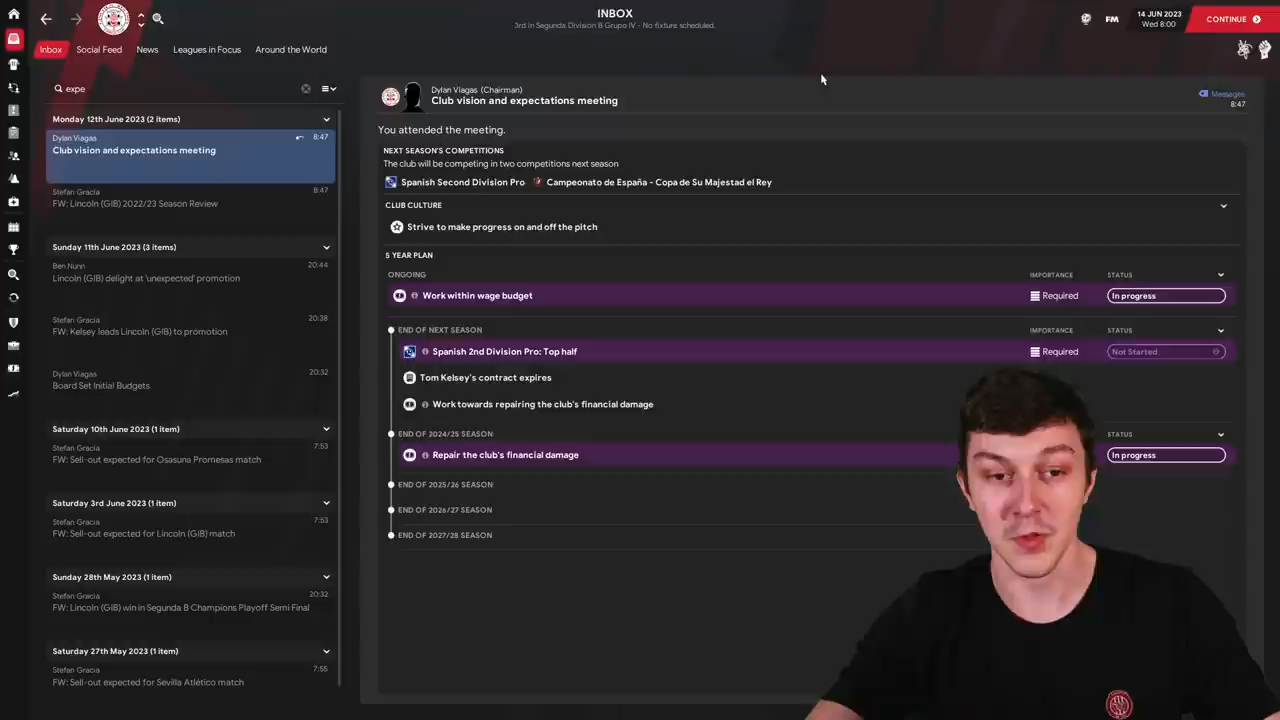 INBOX
3rd in Segunda Division B Grupo IV - No fixture scheduled.
FM
14 JUN 2023
Wed 8:00
CONTINUE
Inbox
Social Feed
News
Leagues in Focus
Around the World
expe
Monday 12th June 2023 (2 items)
Dylan Viagas
8:47
Club vision and expectations meeting
Stefan Gracia
8:47
FW: Lincoln (GIB) 2022/23 Season Review
Sunday 11th June 2023 (3 items)
Ben Nunn
20:44
Lincoln (GIB) delight at 'unexpected' promotion
Stefan Gracia
20:38
FW: Kelsey leads Lincoln (GIB) to promotion
Dylan Viagas
20:32
Board Set Initial Budgets
Saturday 10th June 2023 (1 item)
Stefan Gracia
7:53
FW: Sell-out expected for Osasuna Promesas match
Saturday 3rd June 2023 (1 item)
Stefan Gracia
7:53
FW: Sell-out expected for Lincoln (GIB) match
Sunday 28th May 2023 (1 item)
Stefan Gracia
20:32
FW: Lincoln (GIB) win in Segunda B Champions Playoff Semi Final
Saturday 27th May 2023 (1 item)
Stefan Gracia
7:55
FW: Sell-out expected for Sevilla Atlético match
Dylan Viagas (Chairman)
Club vision and expectations meeting
Messages
8:47
You attended the meeting.
NEXT SEASON'S COMPETITIONS
The club will be competing in two competitions next season
Spanish Second Division Pro
Campeonato de España - Copa de Su Majestad el Rey
CLUB CULTURE
Strive to make progress on and off the pitch
5 YEAR PLAN
ONGOING
IMPORTANCE
STATUS
Work within wage budget
Required
In progress
END OF NEXT SEASON
IMPORTANCE
STATUS
Spanish 2nd Division Pro: Top half
Required
Not Started
Tom Kelsey's contract expires
Work towards repairing the club's financial damage
END OF 2024/25 SEASON
STATUS
Repair the club's financial damage
In progress
END OF 2025/26 SEASON
END OF 2026/27 SEASON
END OF 2027/28 SEASON